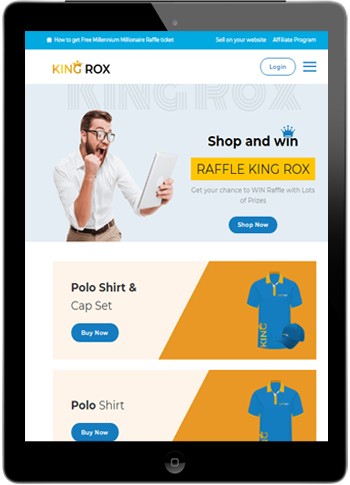 How to get Free Millennium Millionaire Raffle ticket
Sell on your website Affiliate Program
KING ROX
Login
KING ROX
Shop and win
RAFFLE KING ROX
Get your chance to WIN Raffle with Lots
of Prizes
Shop Now
Polo Shirt &
Cap Set
Buy Now
KING
Polo Shirt
Buy Now
KING